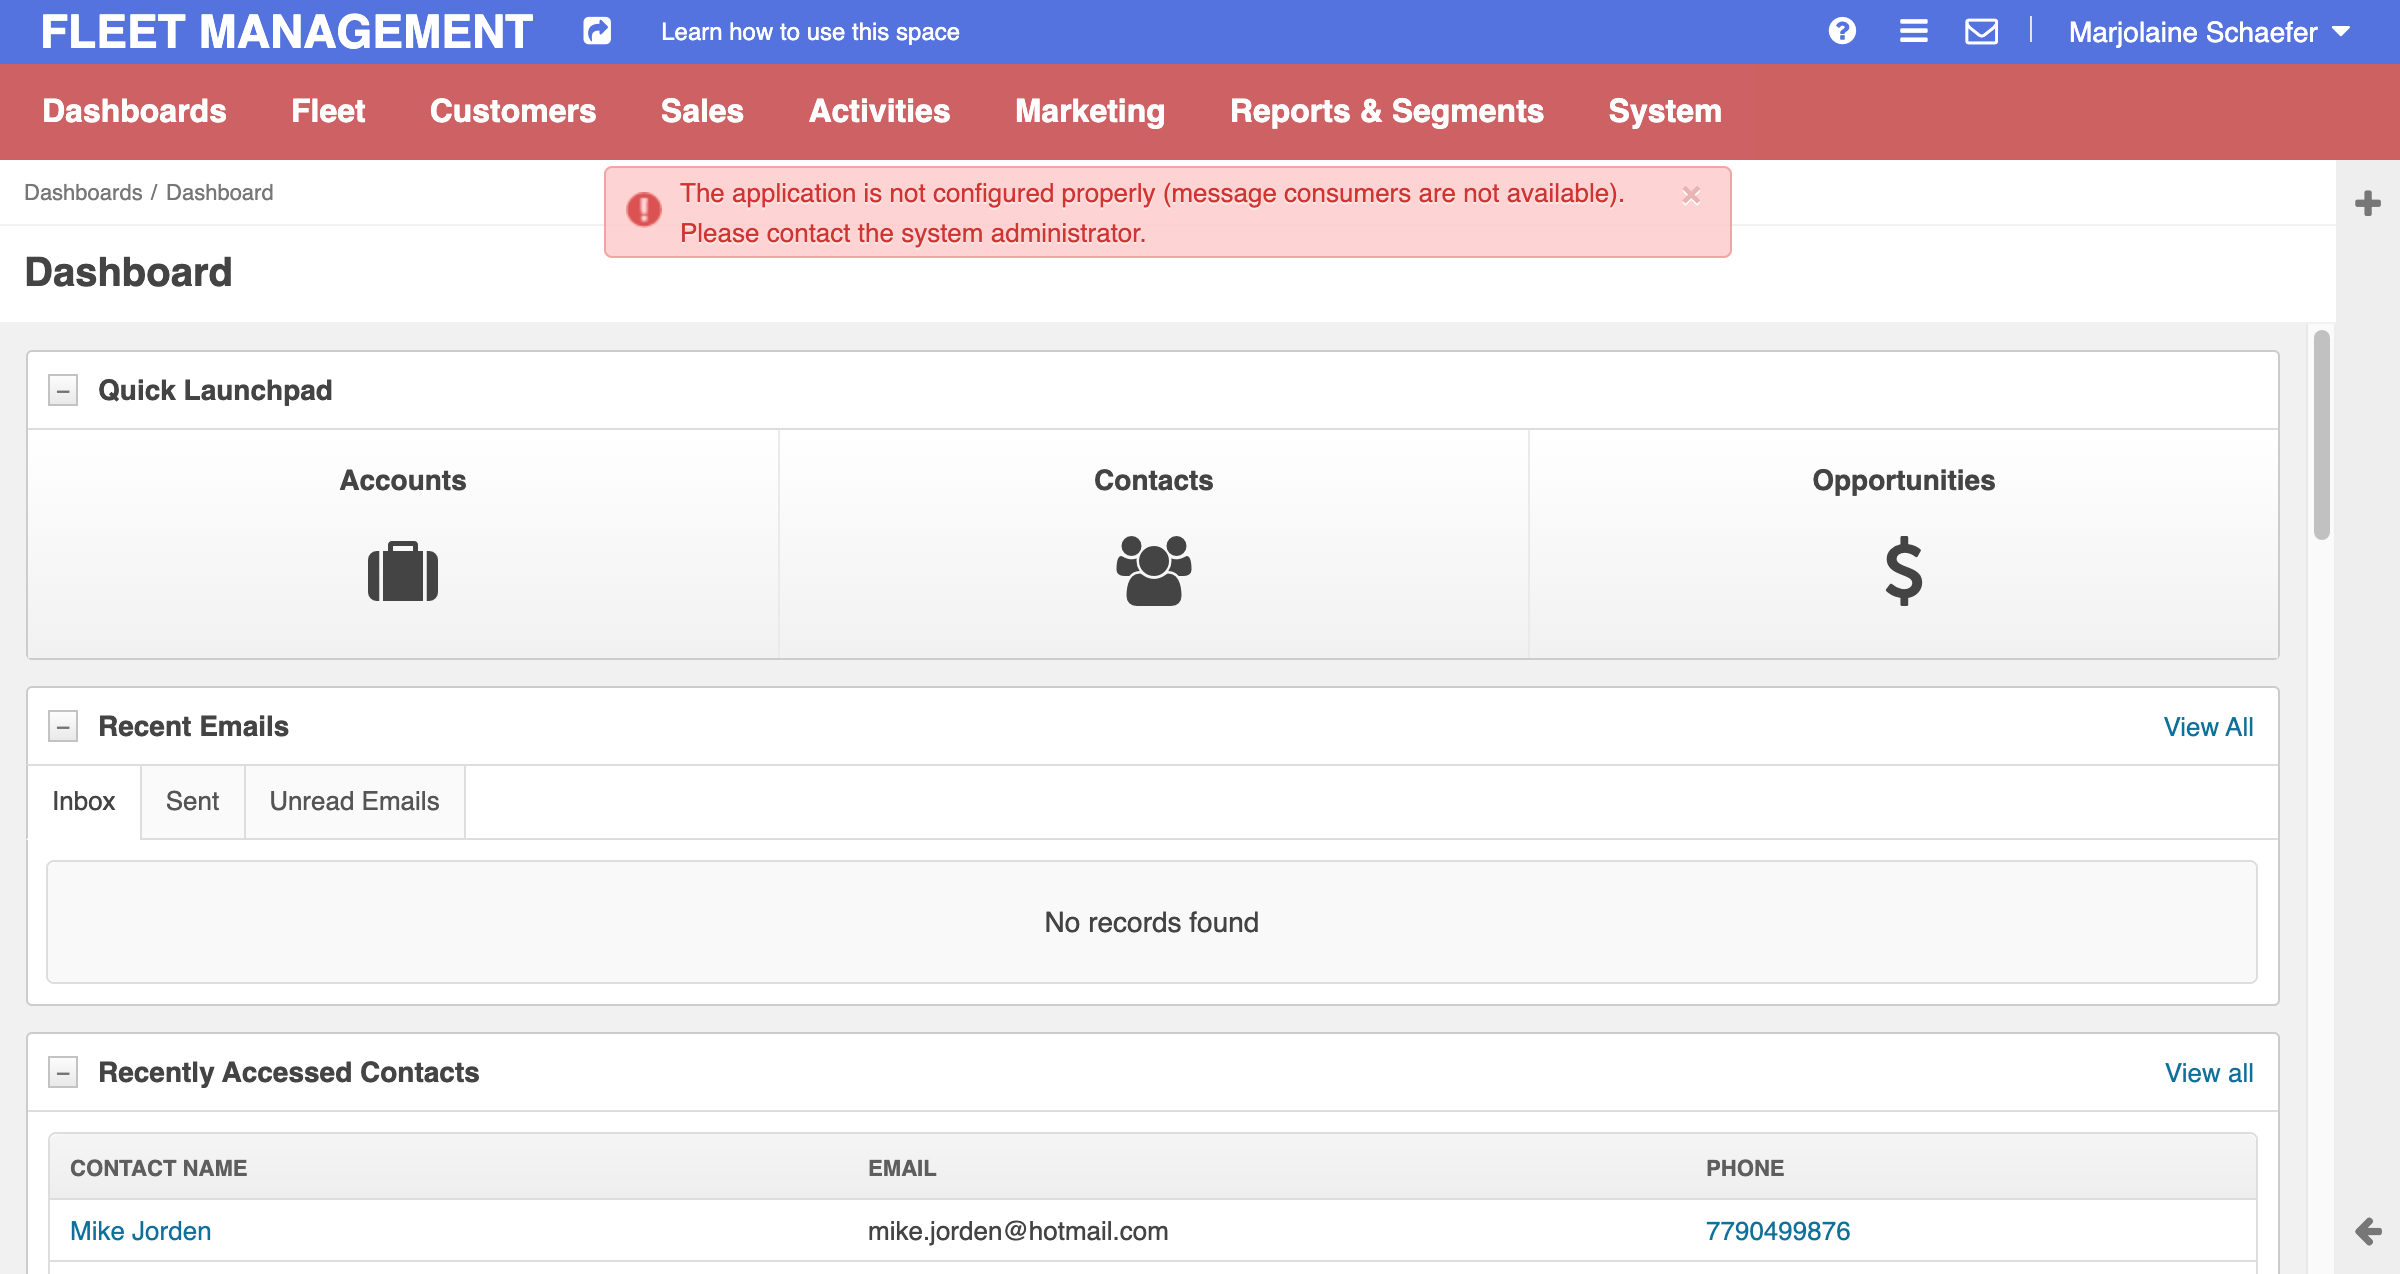 FLEET MANAGEMENT
Learn how to use this space
Marjolaine Schaefer
Dashboards
Fleet
Customers
Sales
Activities
Marketing
Reports & Segments
System
Dashboards / Dashboard
The application is not configured properly (message consumers are not available).
Please contact the system administrator.
Dashboard
Quick Launchpad
Accounts
Contacts
Opportunities
Recent Emails
View All
Inbox
Sent
Unread Emails
No records found
Recently Accessed Contacts
View all
CONTACT NAME
EMAIL
PHONE
Mike Jorden
mike.jorden@hotmail.com
7790499876